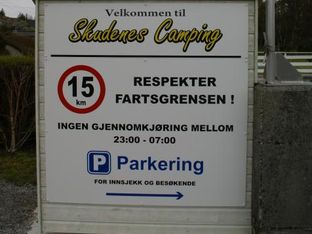 Velkommen til
Skudenes Camping
15
km
RESPEKTER
FARTSGRENSEN !
INGEN GJENNOMKJØRING MELLOM
23:00 - 07:00
P Parkering
FOR INNSJEKK OG BESØKENDE